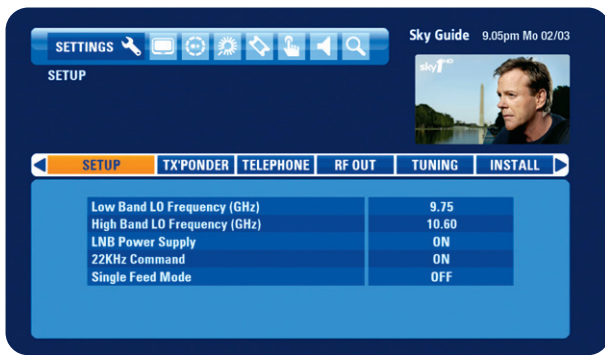 SETTINGS
Sky Guide 9.05pm Mo 02/03
SETUP
sky1 HD
SETUP TX'PONDER TELEPHONE RF OUT TUNING INSTALL
Low Band LO Frequency (GHz) 9.75
High Band LO Frequency (GHz) 10.60
LNB Power Supply ON
22KHz Command ON
Single Feed Mode OFF